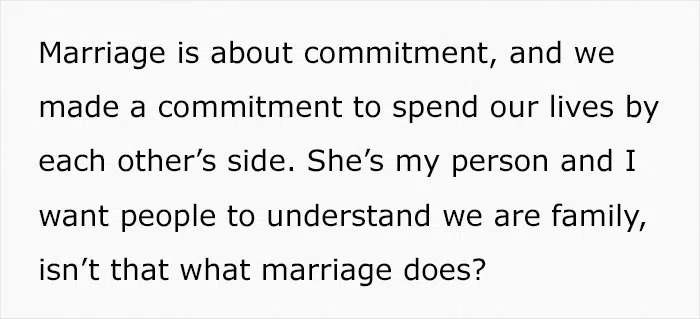 Marriage is about commitment, and we
made a commitment to spend our lives by
each other’s side. She’s my person and I
want people to understand we are family,
isn’t that what marriage does?